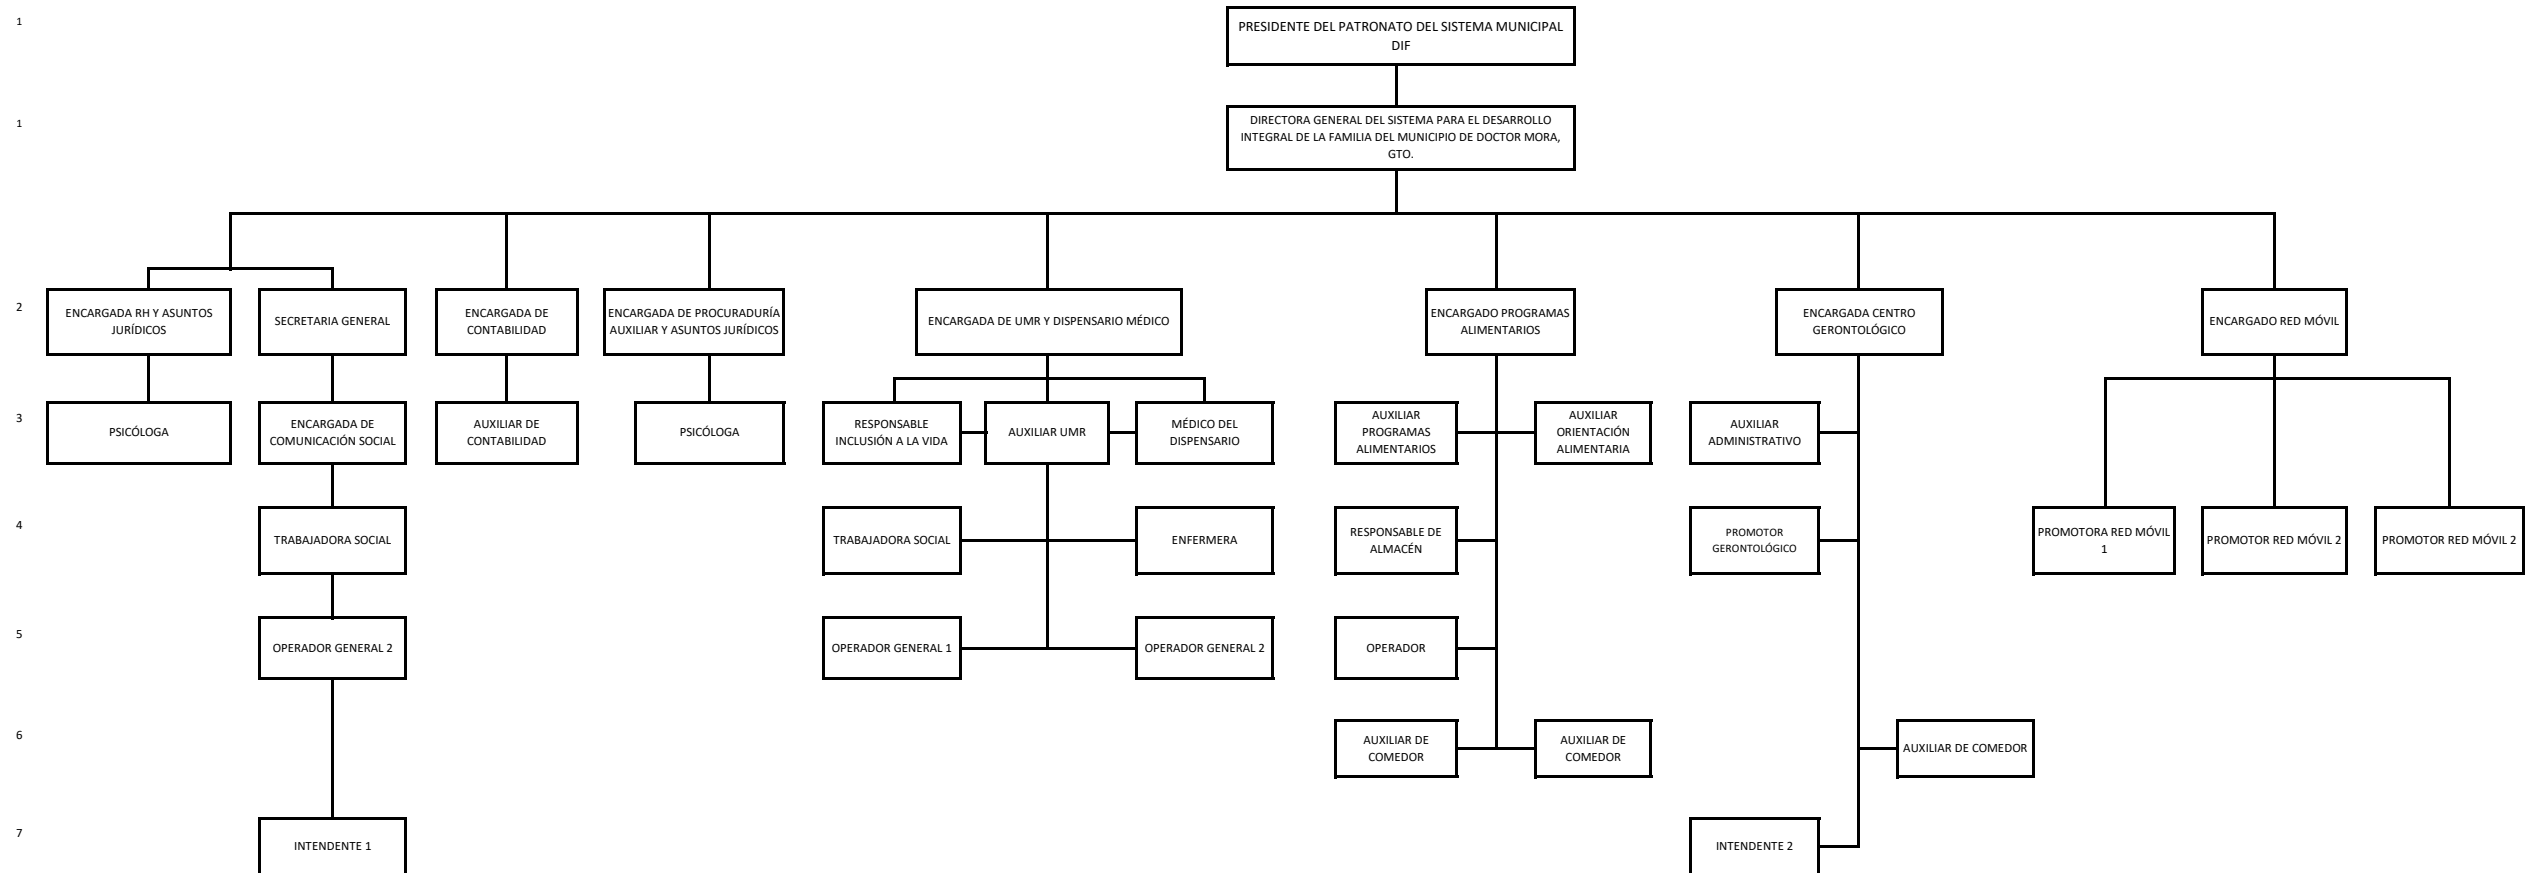 1
PRESIDENTE DEL PATRONATO DEL SISTEMA MUNICIPAL
DIF
1
DIRECTORA GENERAL DEL SISTEMA PARA EL DESARROLLO
INTEGRAL DE LA FAMILIA DEL MUNICIPIO DE DOCTOR MORA,
GTO.
2
ENCARGADA RH Y ASUNTOS
JURÍDICOS
SECRETARIA GENERAL
ENCARGADA DE
CONTABILIDAD
ENCARGADA DE PROCURADURÍA
AUXILIAR Y ASUNTOS JURÍDICOS
ENCARGADA DE UMR Y DISPENSARIO MÉDICO
ENCARGADO PROGRAMAS
ALIMENTARIOS
ENCARGADA CENTRO
GERONTOLÓGICO
ENCARGADO RED MÓVIL
3
PSICÓLOGA
ENCARGADA DE
COMUNICACIÓN SOCIAL
AUXILIAR DE
CONTABILIDAD
PSICÓLOGA
RESPONSABLE
INCLUSIÓN A LA VIDA
AUXILIAR UMR
MÉDICO DEL
DISPENSARIO
AUXILIAR
PROGRAMAS
ALIMENTARIOS
AUXILIAR
ORIENTACIÓN
ALIMENTARIA
AUXILIAR
ADMINISTRATIVO
4
TRABAJADORA SOCIAL
TRABAJADORA SOCIAL
ENFERMERA
RESPONSABLE DE
ALMACÉN
PROMOTOR
GERONTOLÓGICO
PROMOTORA RED MÓVIL
1
PROMOTOR RED MÓVIL 2
PROMOTOR RED MÓVIL 2
5
OPERADOR GENERAL 2
OPERADOR GENERAL 1
OPERADOR GENERAL 2
OPERADOR
6
AUXILIAR DE
COMEDOR
AUXILIAR DE
COMEDOR
AUXILIAR DE COMEDOR
7
INTENDENTE 1
INTENDENTE 2